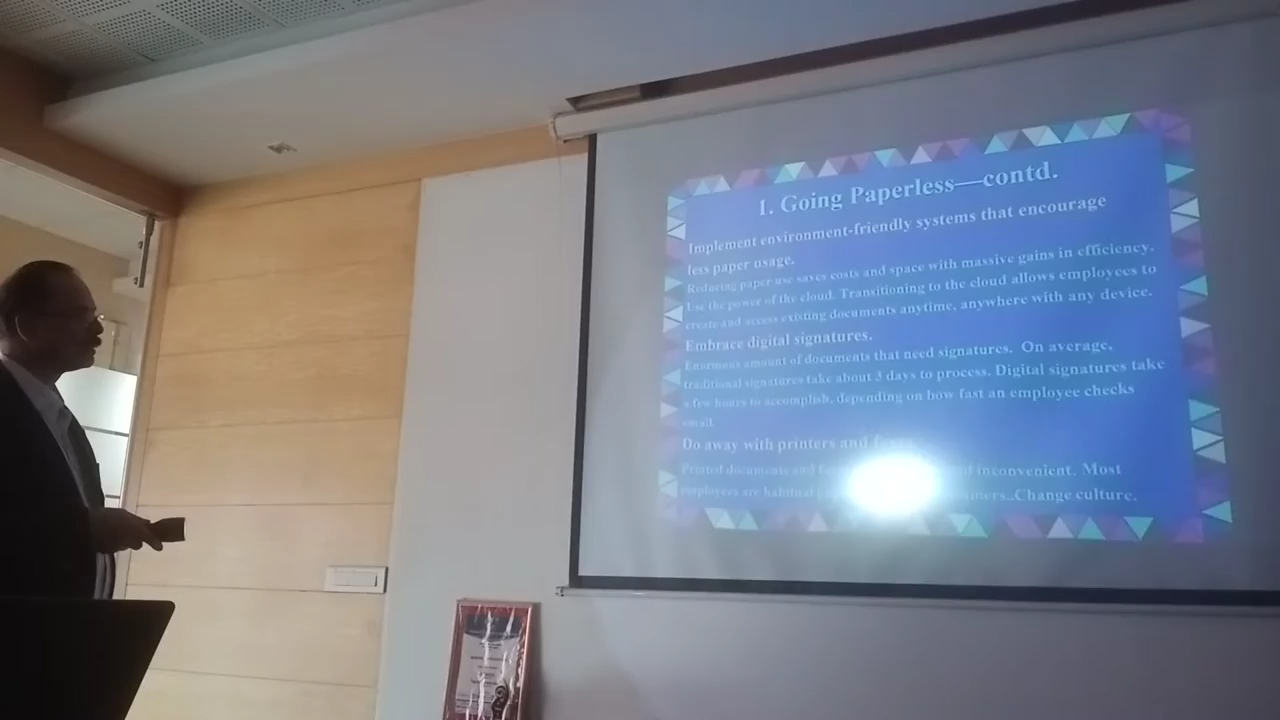 1. Going Paperless—contd.
Implement environment-friendly systems that encourage
less paper usage.
Reducing paper use saves costs and space with massive gains in efficiency.
Use the power of the cloud. Transitioning to the cloud allows employees to
create and access existing documents anytime, anywhere with any device.
Embrace digital signatures.
Enormous amount of documents that need signatures. On average,
traditional signatures take about 3 days to process. Digital signatures take
a few hours to accomplish, depending on how fast an employee checks
email.
Do away with printers and
Printed documents and inconvenient. Most
employees are habitual Change culture.